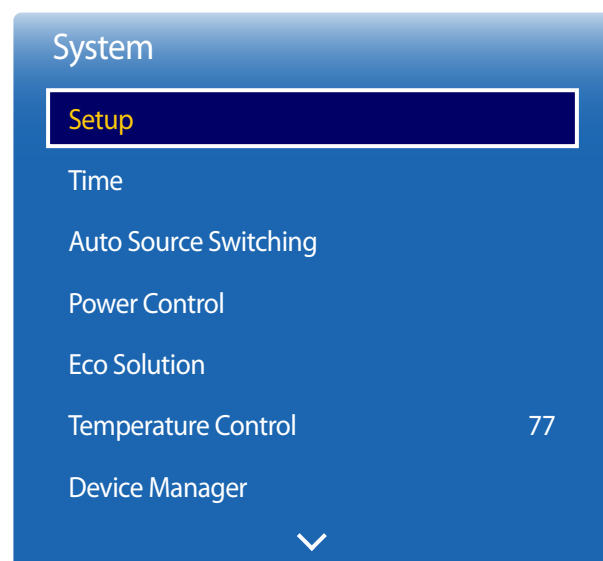 System
Setup
Time
Auto Source Switching
Power Control
Eco Solution
Temperature Control 77
Device Manager